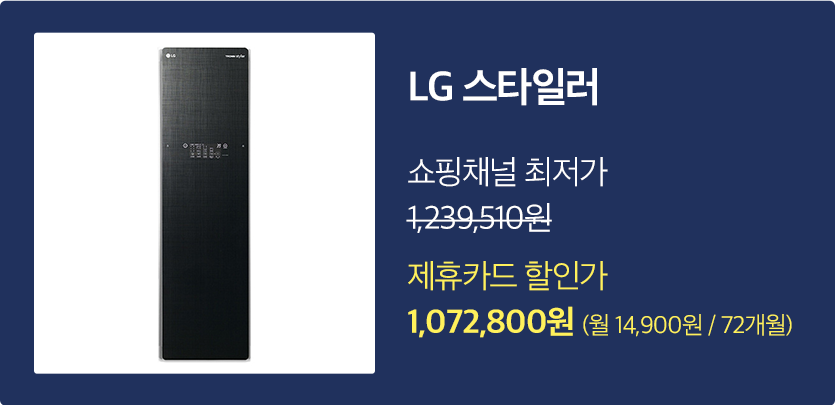 LG
LG 스타일러
쇼핑채널 최저가
1,239,510원
제휴카드 할인가
1,072,800원 (월 14,900원 / 72개월)